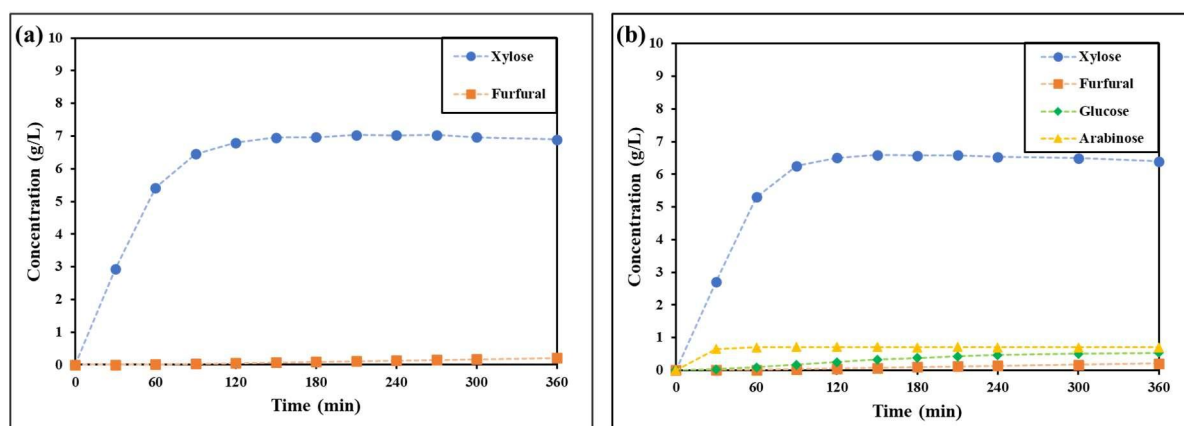 (a)
10
9
8
7
6
5
4
3
2
1
0
Concentration (g/L)
Xylose
Furfural
0 60 120 180 240 300 360
Time (min)
(b)
10
9
8
7
6
5
4
3
2
1
0
Concentration (g/L)
Xylose
Furfural
Glucose
Arabinose
0 60 120 180 240 300 360
Time (min)